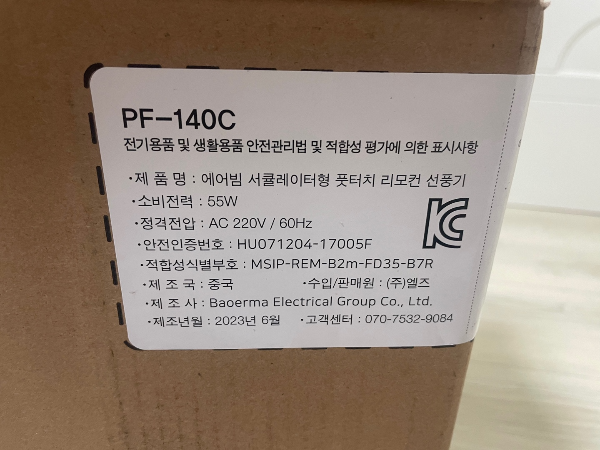 PF-140C
전기용품 및 생활용품 안전관리법 및 적합성 평가에 의한 표시사항
·제 품 명 : 에어빔 서큘레이터형 풋터치 리모컨 선풍기
·소비전력 : 55W
·정격전압 : AC 220V / 60Hz
·안전인증번호 : HU071204-17005F
·적합성식별부호 : MSIP-REM-B2m-FD35-B7R
·제 조 국 : 중국 ·수입/판매원 : (주)엘즈
·제 조 사 : Baoerma Electrical Group Co., Ltd.
·제조년월 : 2023년 6월 ·고객센터 : 070-7532-9084